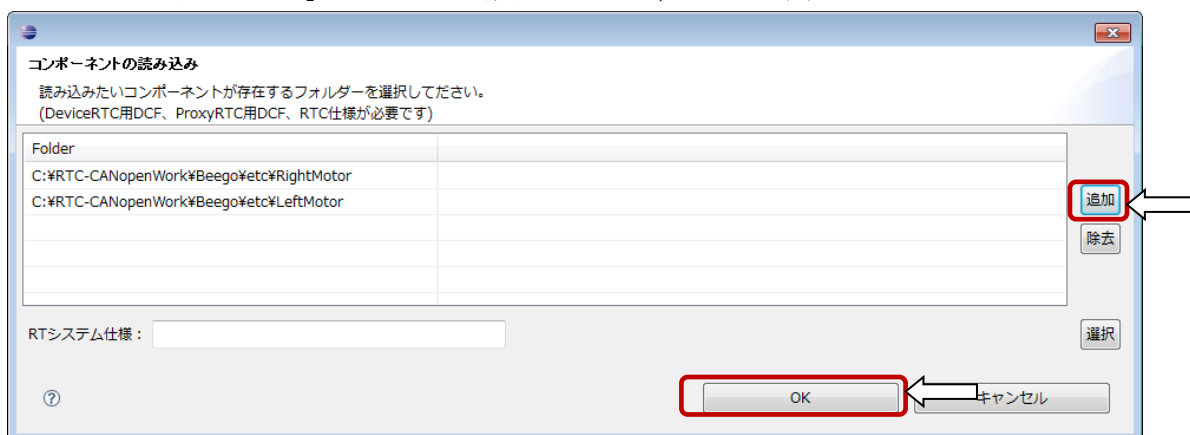 コンポーネントの読み込み
読み込みたいコンポーネントが存在するフォルダーを選択してださい。
(DeviceRTC用DCF、ProxyRTC用DCF、RTC仕様が必要です)
Folder
C:¥RTC-CANopenWork¥Beego¥etc¥RightMotor
C:¥RTC-CANopenWork¥Beego¥etc¥LeftMotor
追加
除去
RTシステム仕様：
選択
OK
キャンセル